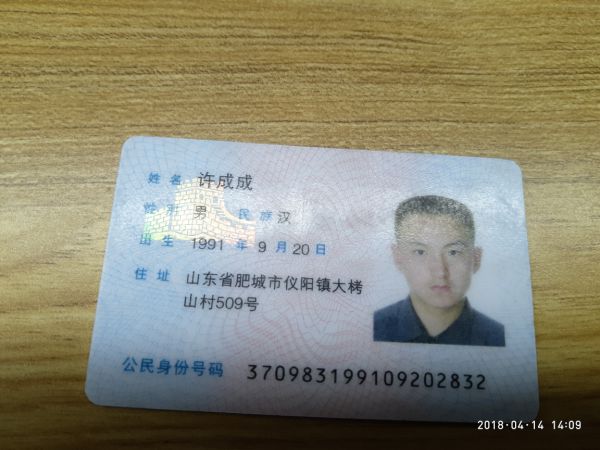 姓名 许成成
性别 男 民族 汉
出生 1991 年 9 月 20 日
住址 山东省肥城市仪阳镇大栲
山村509号
公民身份号码 370983199109202832
2018-04-14 14:09